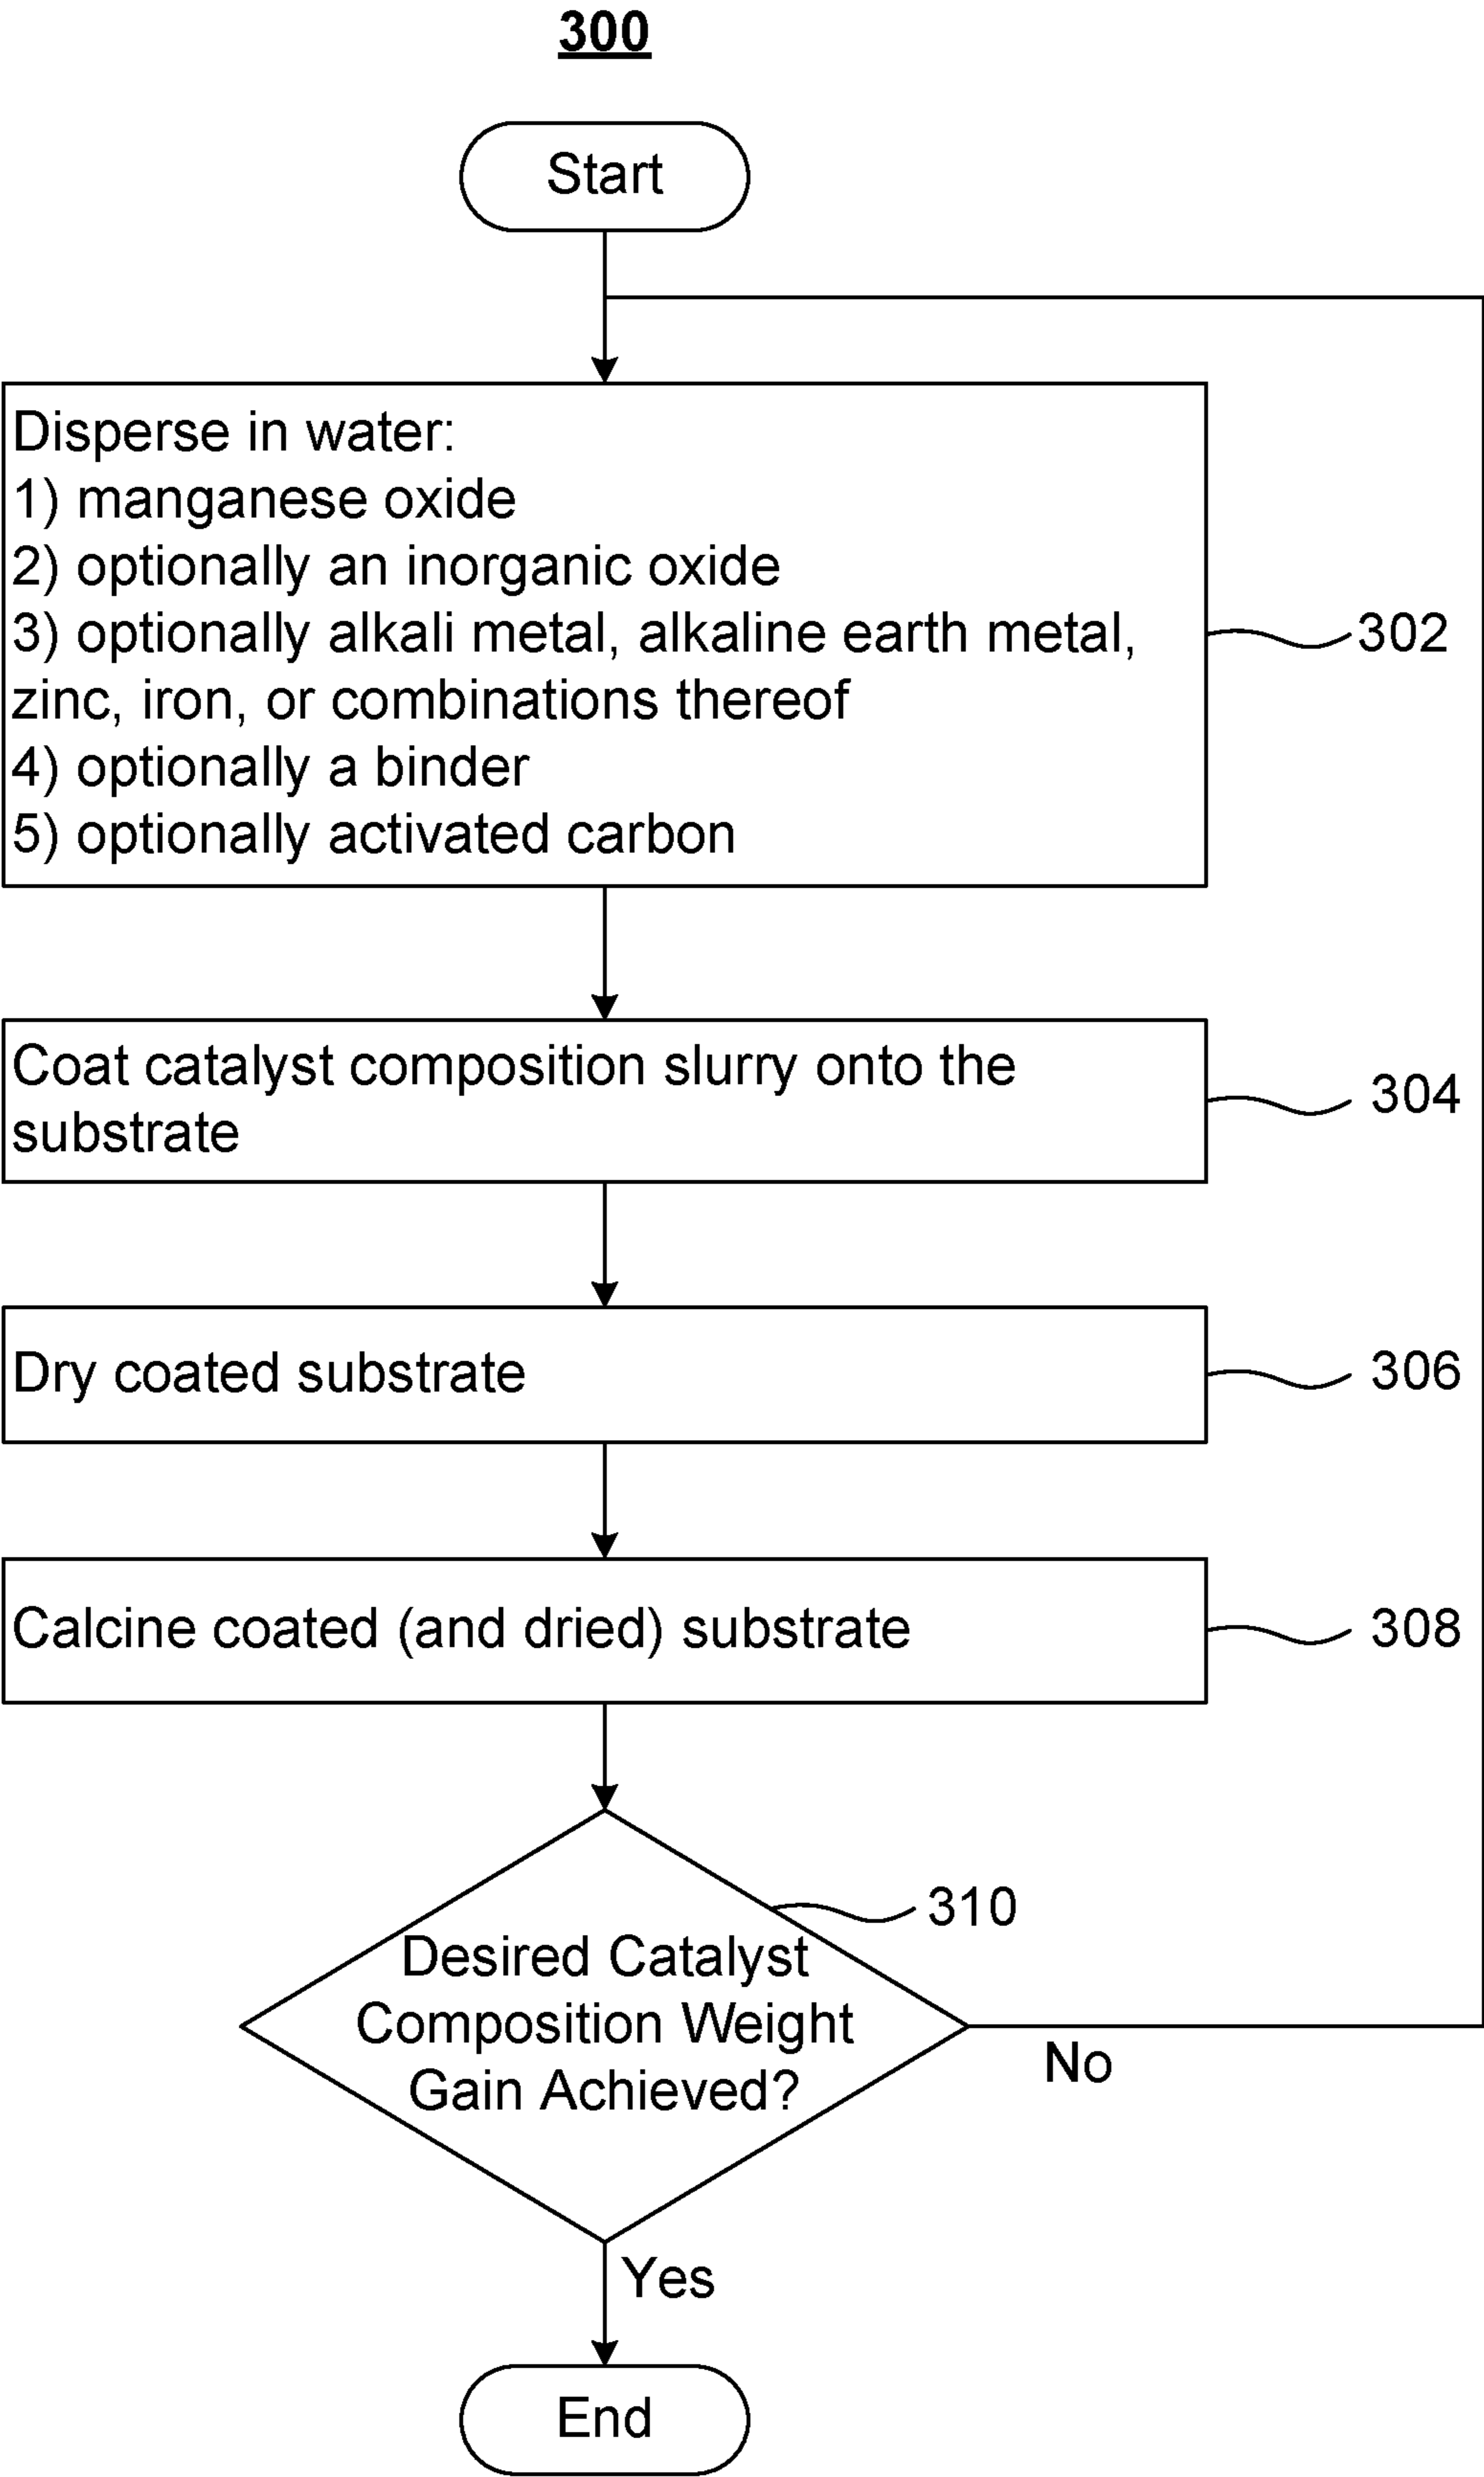 300
Start
Disperse in water:
1) manganese oxide
2) optionally an inorganic oxide
3) optionally alkali metal, alkaline earth metal,
zinc, iron, or combinations thereof
4) optionally a binder
5) optionally activated carbon
302
Coat catalyst composition slurry onto the
substrate
304
Dry coated substrate
306
Calcine coated (and dried) substrate
308
310
Desired Catalyst
Composition Weight
Gain Achieved?
No
Yes
End